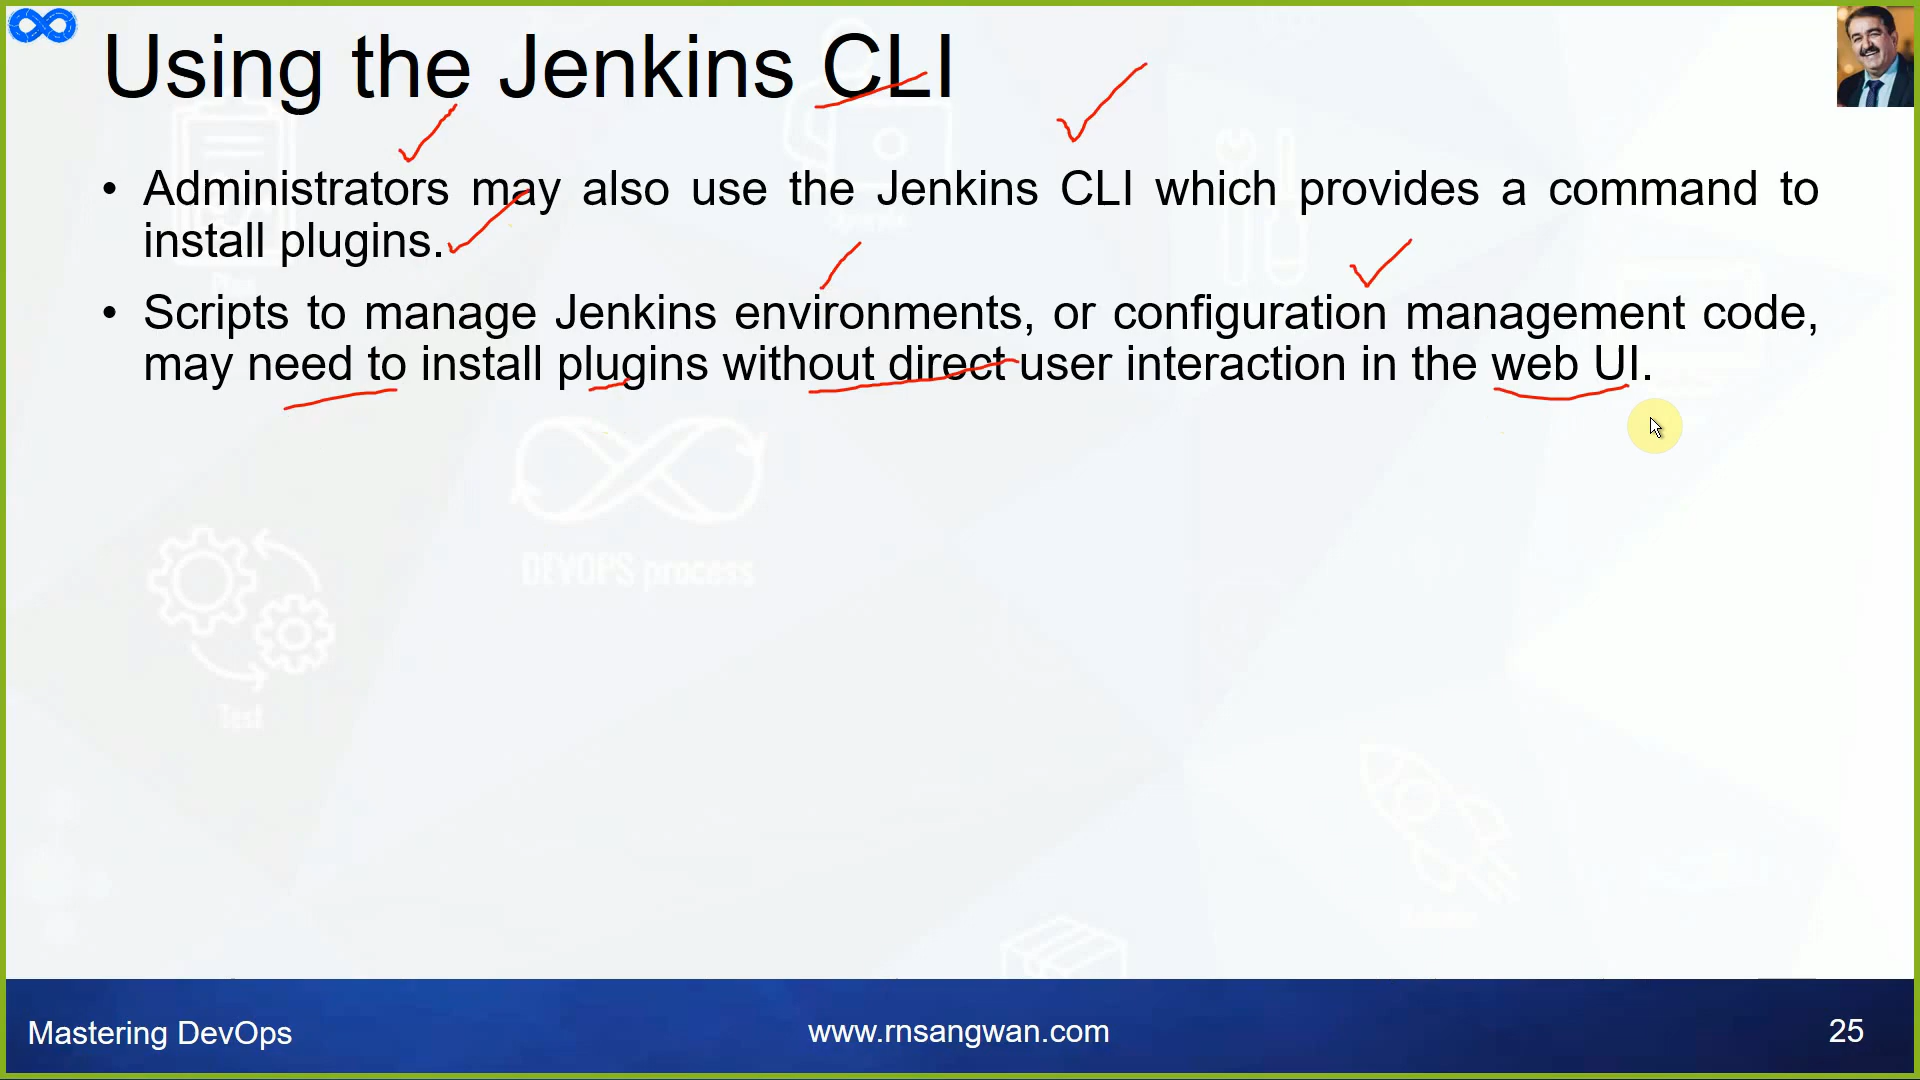 Using the Jenkins CLI
• Administrators may also use the Jenkins CLI which provides a command to
install plugins.
• Scripts to manage Jenkins environments, or configuration management code,
may need to install plugins without direct user interaction in the web UI.
DEVOPS process
Test
Mastering DevOps
www.rnsangwan.com
25